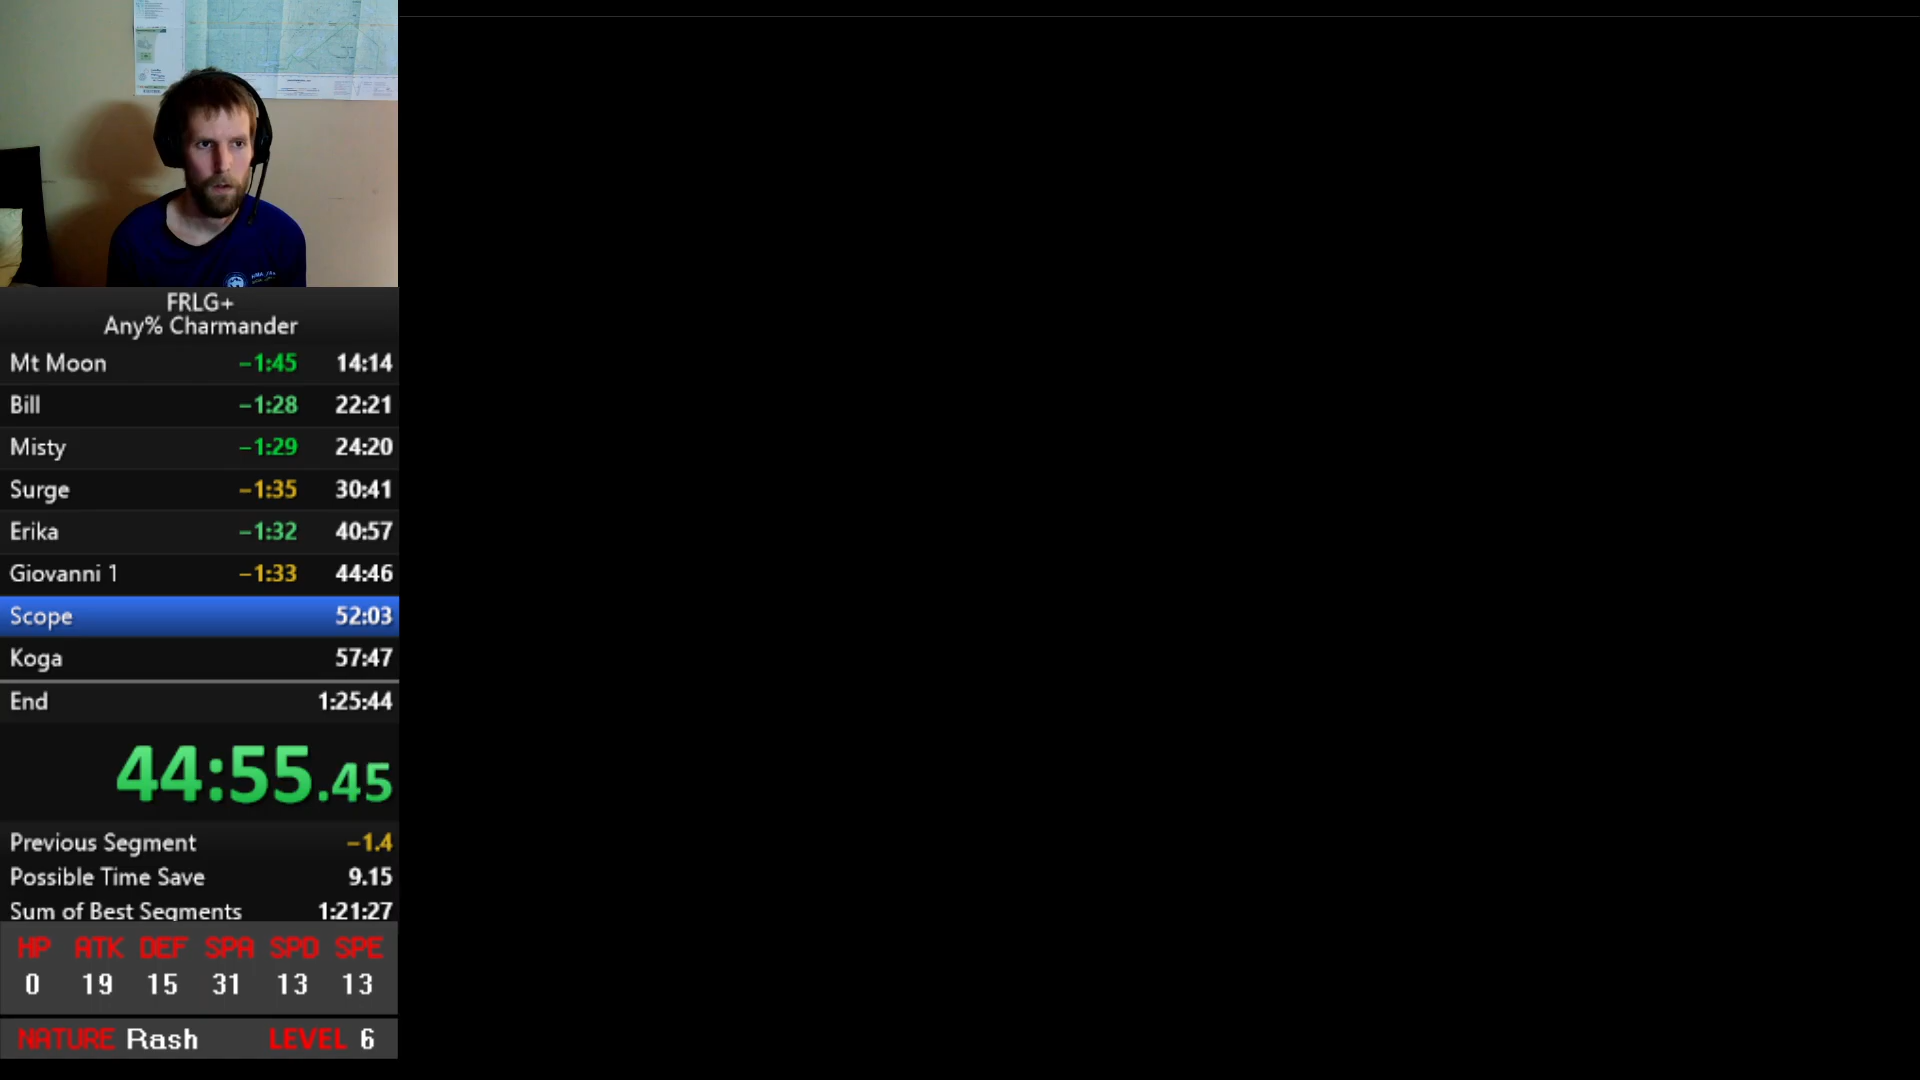 FRLG+
Any% Charmander
Mt Moon −1:45 14:14
Bill −1:28 22:21
Misty −1:29 24:20
Surge −1:35 30:41
Erika −1:32 40:57
Giovanni 1 −1:33 44:46
Scope 52:03
Koga 57:47
End 1:25:44
44:55.45
Previous Segment −1.4
Possible Time Save 9.15
Sum of Best Segments 1:21:27
HP ATK DEF SPA SPD SPE
0 19 15 31 13 13
NATURE Rash LEVEL 6